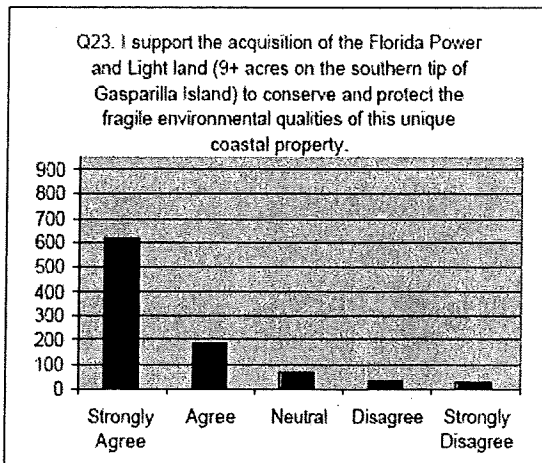 Q23. I support the acquisition of the Florida Power
and Light land (9+ acres on the southern tip of
Gasparilla Island) to conserve and protect the
fragile environmental qualities of this unique
coastal property.
900
800
700
600
500
400
300
200
100
0
Strongly Agree
Agree
Neutral
Disagree
Strongly Disagree